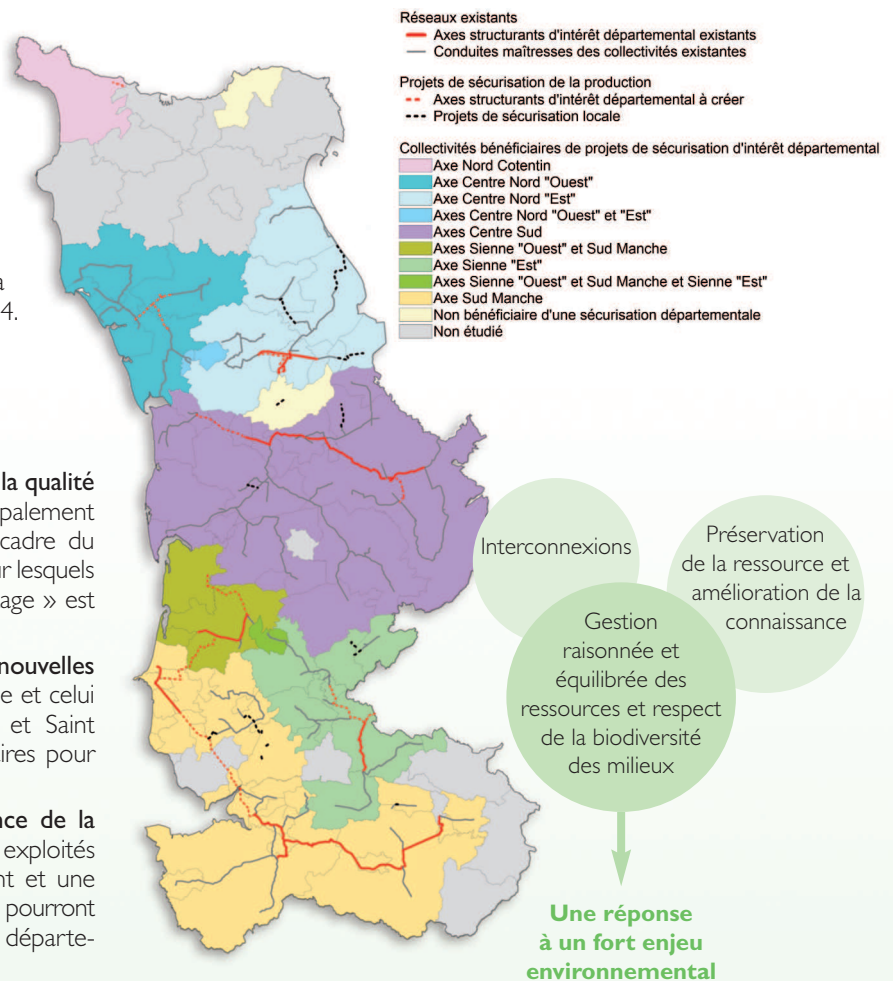 Réseaux existants
Axes structurants d'intérêt départemental existants
Conduites maîtresses des collectivités existantes
Projets de sécurisation de la production
Axes structurants d'intérêt départemental à créer
Projets de sécurisation locale
Collectivités bénéficiaires de projets de sécurisation d'intérêt départemental
Axe Nord Cotentin
Axe Centre Nord "Ouest"
Axe Centre Nord "Est"
Axes Centre Nord "Ouest" et "Est"
Axes Centre Sud
Axes Sienne "Ouest" et Sud Manche
Axe Sienne "Est"
Axes Sienne "Ouest" et Sud Manche et Sienne "Est"
Axe Sud Manche
Non bénéficiaire d'une sécurisation départementale
Non étudié
a
4.
la qualité
palement
cadre du
ur lesquels
age » est
nouvelles
e et celui
et Saint
ires pour
nce de la
exploités
nt et une
pourront
départe-
Interconnexions
Préservation
de la ressource et
amélioration de la
connaissance
Gestion
raisonnée et
équilibrée des
ressources et respect
de la biodiversité
des milieux
Une réponse
à un fort enjeu
environnemental